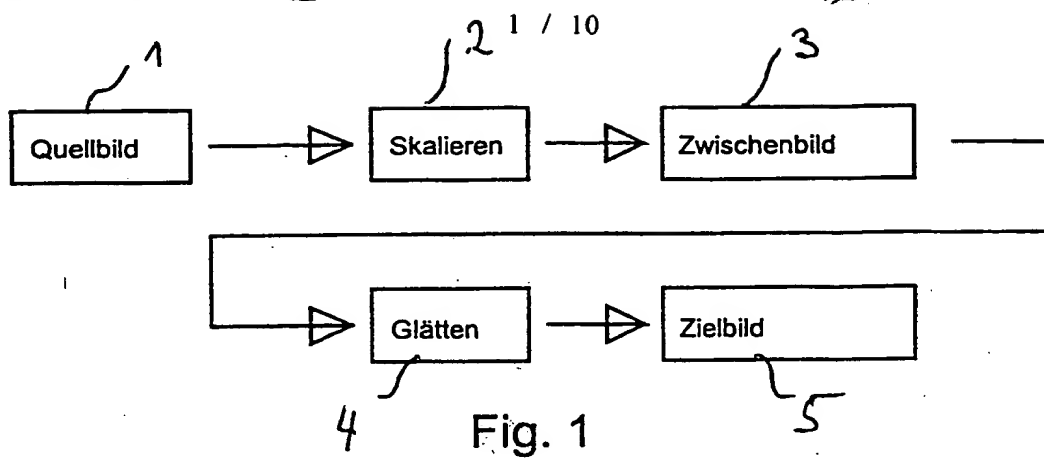 1 / 10
1 2 3
Quellbild Skalieren Zwischenbild
Glätten Zielbild
4 5
Fig. 1